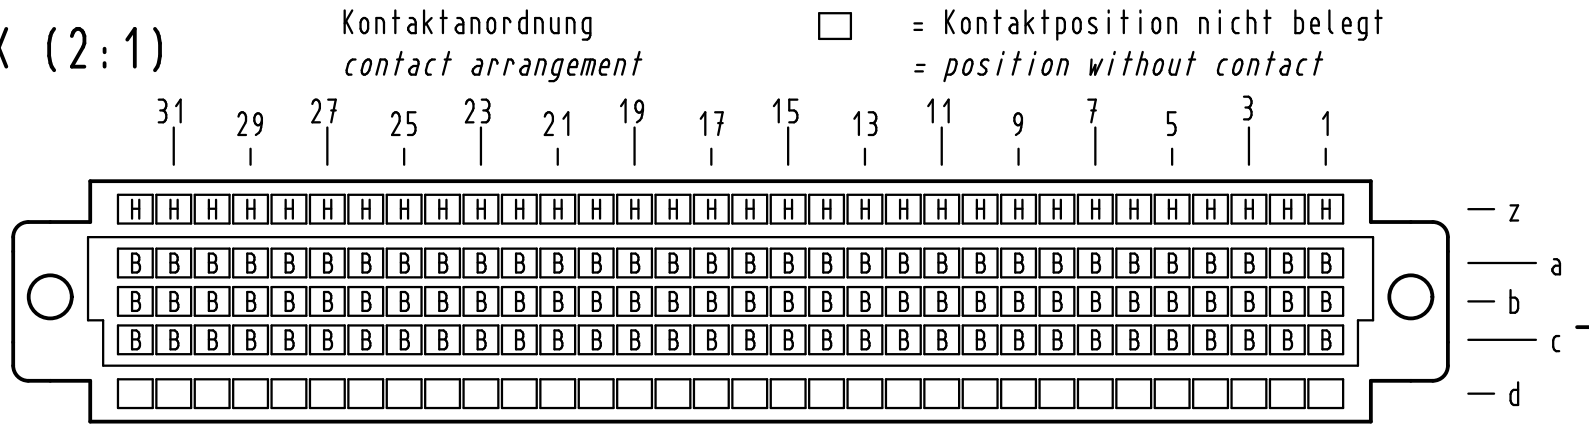 X (2:1)
Kontaktanordnung
contact arrangement
= Kontaktposition nicht belegt
= position without contact
31 29 27 25 23 21 19 17 15 13 11 9 7 5 3 1
H H H H H H H H H H H H H H H H H H H H H H H H H H H H H H H H z
B B B B B B B B B B B B B B B B B B B B B B B B B B B B B B B B a
B B B B B B B B B B B B B B B B B B B B B B B B B B B B B B B B b
B B B B B B B B B B B B B B B B B B B B B B B B B B B B B B B B c
d